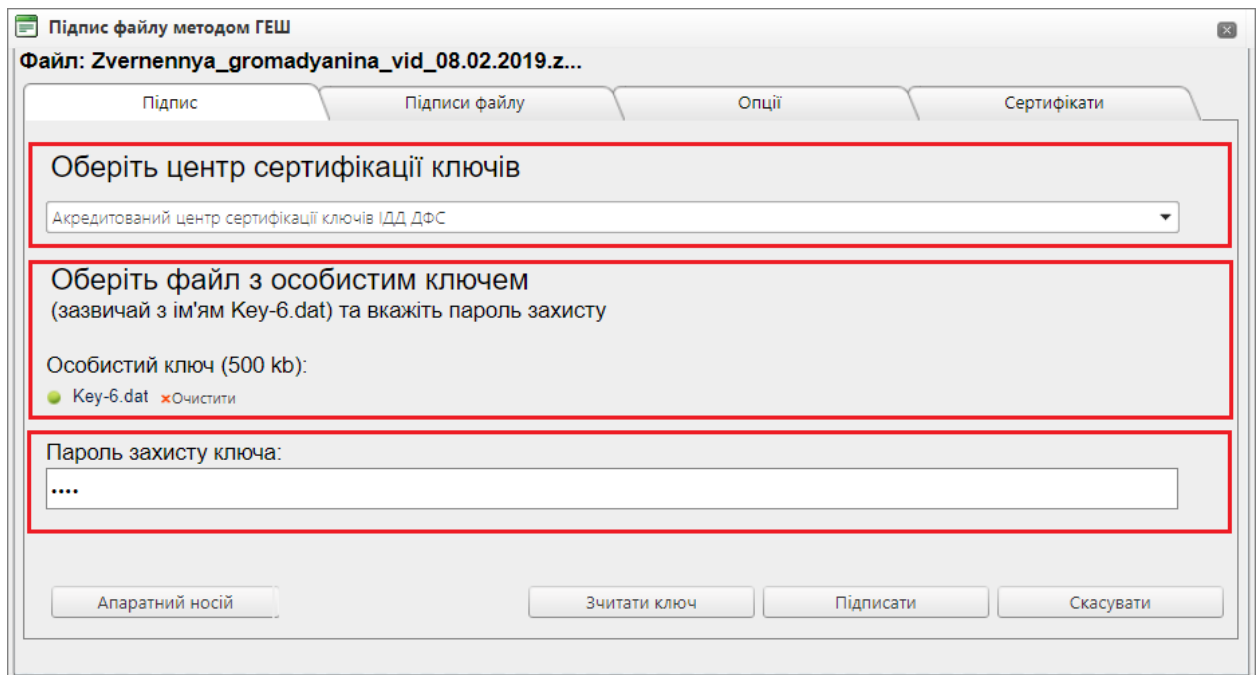 Підпис файлу методом ГЕШ
Файл: Zvernennya_gromadyanina_vid_08.02.2019.z...
Підпис
Підписи файлу
Опції
Сертифікати
Оберіть центр сертифікації ключів
Акредитований центр сертифікації ключів ІДД ДФС
Оберіть файл з особистим ключем
(зазвичай з ім'ям Key-6.dat) та вкажіть пароль захисту
Особистий ключ (500 kb):
Key-6.dat ×Очистити
Пароль захисту ключа:
••••
Апаратний носій
Зчитати ключ
Підписати
Скасувати